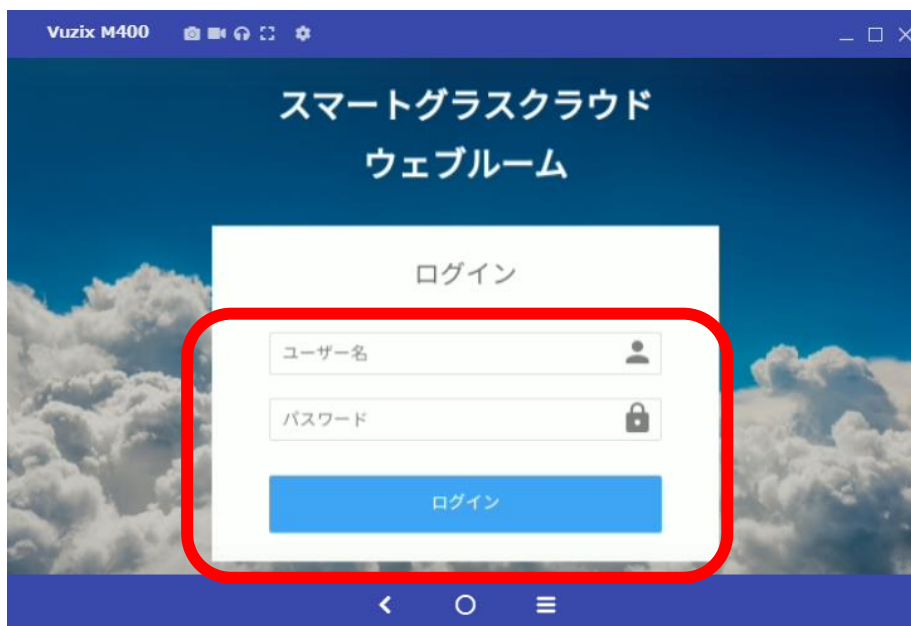 Vuzix M400
スマートグラスクラウド
ウェブルーム
ログイン
ユーザー名
パスワード
ログイン